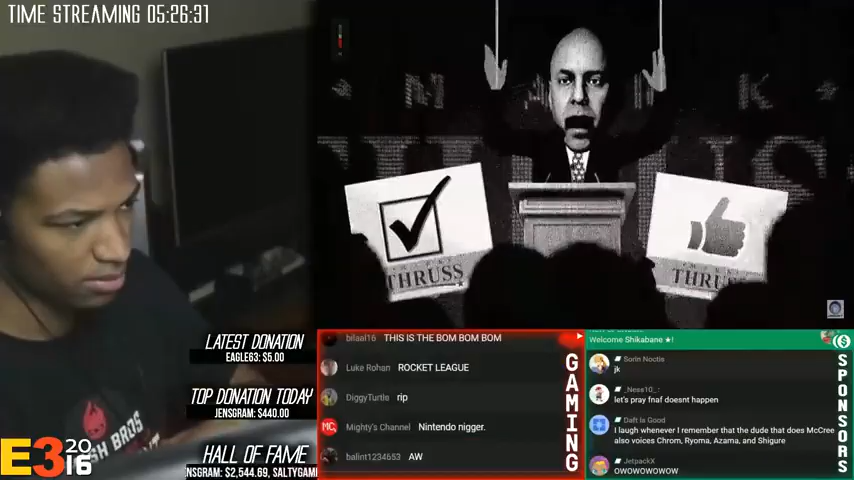 TIME STREAMING 05:26:31
THRUSS
THRU
LATEST DONATION
EAGLE63: $5.00
TOP DONATION TODAY
JENSGRAM: $440.00
HALL OF FAME
NSGRAM: $2,544.69, SALTYGAMI
E3 2016
SH BROS
bilaal16 THIS IS THE BOM BOM BOM
Luke Rohan ROCKET LEAGUE
DiggyTurtle rip
Mighty's Channel Nintendo nigger.
balint1234653 AW
GAMING
Welcome Shikabane ★!
Sorin Noctis
jk
_Ness10_:
let's pray fnaf doesnt happen
Daft Is Good
I laugh whenever I remember that the dude that does McCree
also voices Chrom, Ryoma, Azama, and Shigure
JetpackX
OWOWOWOWOW
SPONSORS